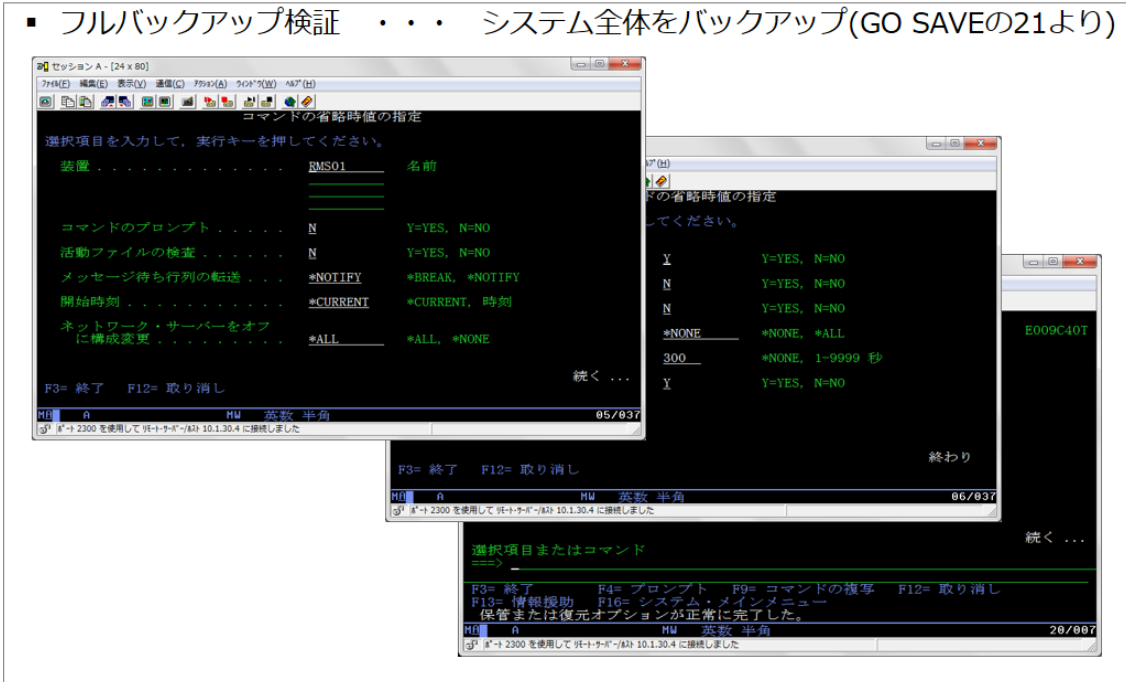 ▪ フルバックアップ検証 ・・・ システム全体をバックアップ(GO SAVEの21より)
セッション A - [24 x 80]
ファイル(F) 編集(E) 表示(V) 通信(C) アクション(A) ウィンドウ(W) ヘルプ(H)
コマンドの省略時値の指定
選択項目を入力して, 実行キーを押してください。
装置 . . . . . . . . . . . . . RMS01 名前
コマンドのプロンプト . . . . . N Y=YES, N=NO
活動ファイルの検査 . . . . . . N Y=YES, N=NO
メッセージ待ち行列の転送 . . . *NOTIFY *BREAK, *NOTIFY
開始時刻 . . . . . . . . . . . *CURRENT *CURRENT, 時刻
ネットワーク・サーバーをオフ
に構成変更 . . . . . . . . . *ALL *ALL, *NONE
続く ...
F3= 終了 F12= 取り消し
MA A MW 英数 半角 05/037
ポート 2300 を使用して リモート・サーバー/ホスト 10.1.30.4 に接続しました
ルプ(H)
ドの省略時値の指定
してください。
Y Y=YES, N=NO
N Y=YES, N=NO
N Y=YES, N=NO
*NONE *NONE, *ALL
300 *NONE, 1-9999 秒
Y Y=YES, N=NO
終わり
F3= 終了 F12= 取り消し
MA A MW 英数 半角 06/037
ポート 2300 を使用して リモート・サーバー/ホスト 10.1.30.4 に接続しました
E009C40T
続く ...
選択項目またはコマンド
===>
F3= 終了 F4= プロンプト F9= コマンドの複写 F12= 取り消し
F13= 情報援助 F16= システム・メインメニュー
保管または復元オプションが正常に完了した。
MA A MW 英数 半角 20/007
ポート 2300 を使用して リモート・サーバー/ホスト 10.1.30.4 に接続しました